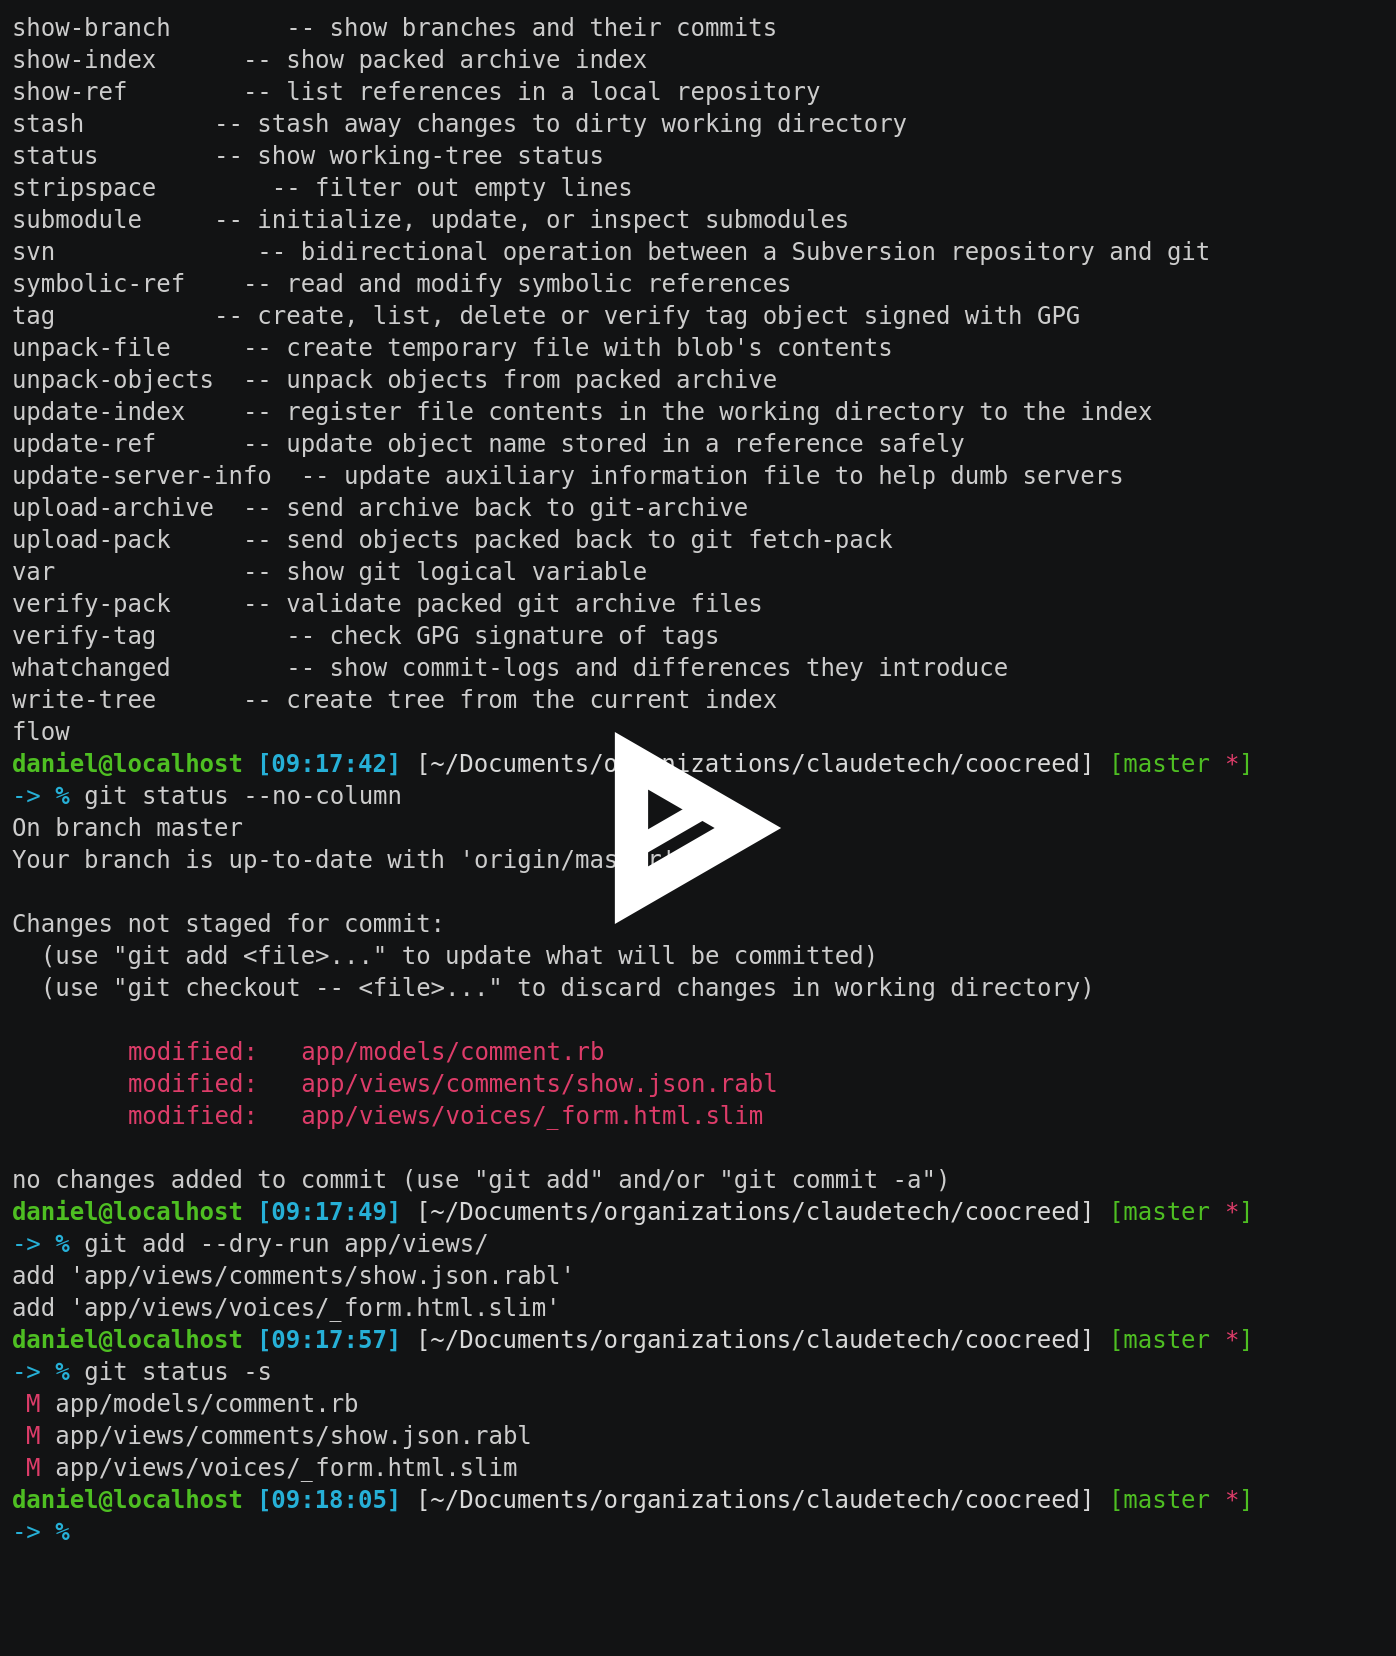 show-branch        -- show branches and their commits
show-index      -- show packed archive index
show-ref        -- list references in a local repository
stash         -- stash away changes to dirty working directory
status        -- show working-tree status
stripspace        -- filter out empty lines
submodule     -- initialize, update, or inspect submodules
svn              -- bidirectional operation between a Subversion repository and git
symbolic-ref    -- read and modify symbolic references
tag           -- create, list, delete or verify tag object signed with GPG
unpack-file     -- create temporary file with blob's contents
unpack-objects  -- unpack objects from packed archive
update-index    -- register file contents in the working directory to the index
update-ref      -- update object name stored in a reference safely
update-server-info  -- update auxiliary information file to help dumb servers
upload-archive  -- send archive back to git-archive
upload-pack     -- send objects packed back to git fetch-pack
var             -- show git logical variable
verify-pack     -- validate packed git archive files
verify-tag         -- check GPG signature of tags
whatchanged        -- show commit-logs and differences they introduce
write-tree      -- create tree from the current index
flow
daniel@localhost [09:17:42] [~/Documents/organizations/claudetech/coocreed] [master *]
-> % git status --no-column
On branch master
Your branch is up-to-date with 'origin/master'
 
Changes not staged for commit:
  (use "git add <file>..." to update what will be committed)
  (use "git checkout -- <file>..." to discard changes in working directory)

        modified:   app/models/comment.rb
        modified:   app/views/comments/show.json.rabl
        modified:   app/views/voices/_form.html.slim

no changes added to commit (use "git add" and/or "git commit -a")
daniel@localhost [09:17:49] [~/Documents/organizations/claudetech/coocreed] [master *]
-> % git add --dry-run app/views/
add 'app/views/comments/show.json.rabl'
add 'app/views/voices/_form.html.slim'
daniel@localhost [09:17:57] [~/Documents/organizations/claudetech/coocreed] [master *]
-> % git status -s
 M app/models/comment.rb
 M app/views/comments/show.json.rabl
 M app/views/voices/_form.html.slim
daniel@localhost [09:18:05] [~/Documents/organizations/claudetech/coocreed] [master *]
-> %